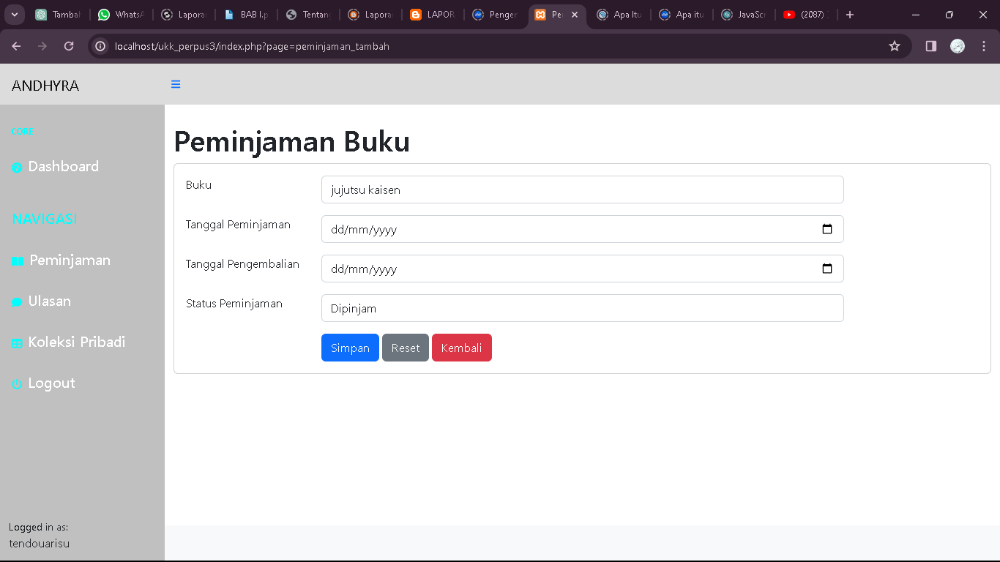 Tambah
WhatsA
Lapora
BAB I.p
Tentang
Lapora
LAPOR
Penger
Pe
Apa Itu
Apa itu
JavaScr
(2087)
localhost/ukk_perpus3/index.php?page=peminjaman_tambah
ANDHYRA
CORE
Dashboard
NAVIGASI
Peminjaman
Ulasan
Koleksi Pribadi
Logout
Logged in as:
tendouarisu
Peminjaman Buku
Buku
jujutsu kaisen
Tanggal Peminjaman
dd/mm/yyyy
Tanggal Pengembalian
dd/mm/yyyy
Status Peminjaman
Dipinjam
Simpan Reset Kembali